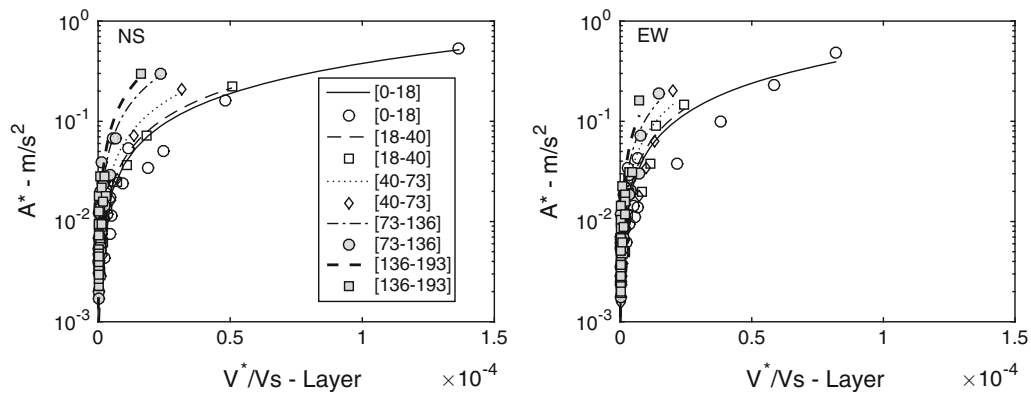 NS
A* - m/s²
10⁰
10⁻¹
10⁻²
10⁻³
[0-18]
[0-18]
[18-40]
[18-40]
[40-73]
[40-73]
[73-136]
[73-136]
[136-193]
[136-193]
0 0.5 1 1.5
V*/Vs - Layer ×10⁻⁴
EW
A* - m/s²
10⁰
10⁻¹
10⁻²
10⁻³
0 0.5 1 1.5
V*/Vs - Layer ×10⁻⁴